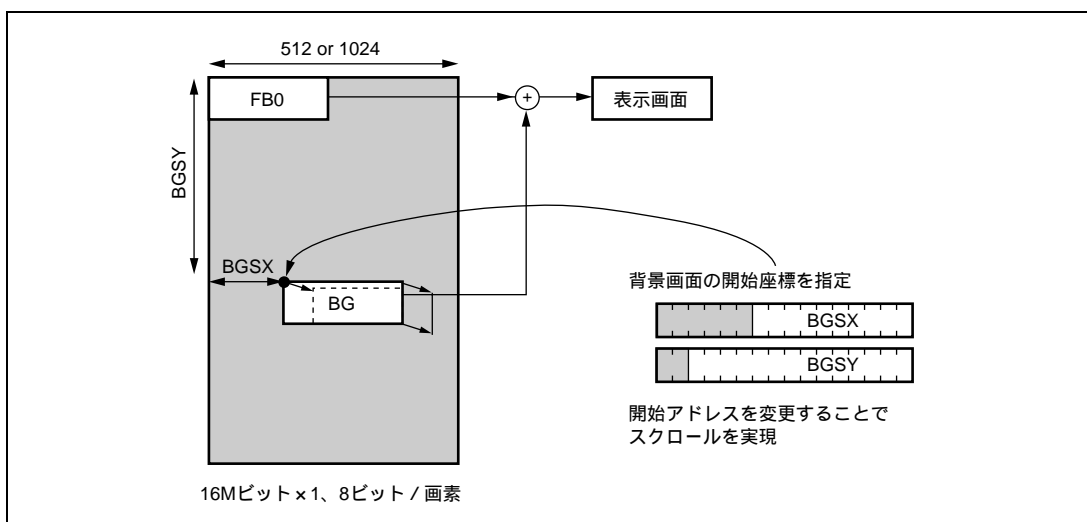 512 or 1024
FB0
+
表示画面
BGSY
BGSX
背景画面の開始座標を指定
BG
BGSX
BGSY
開始アドレスを変更することで
スクロールを実現
16Mビット×1、8ビット / 画素